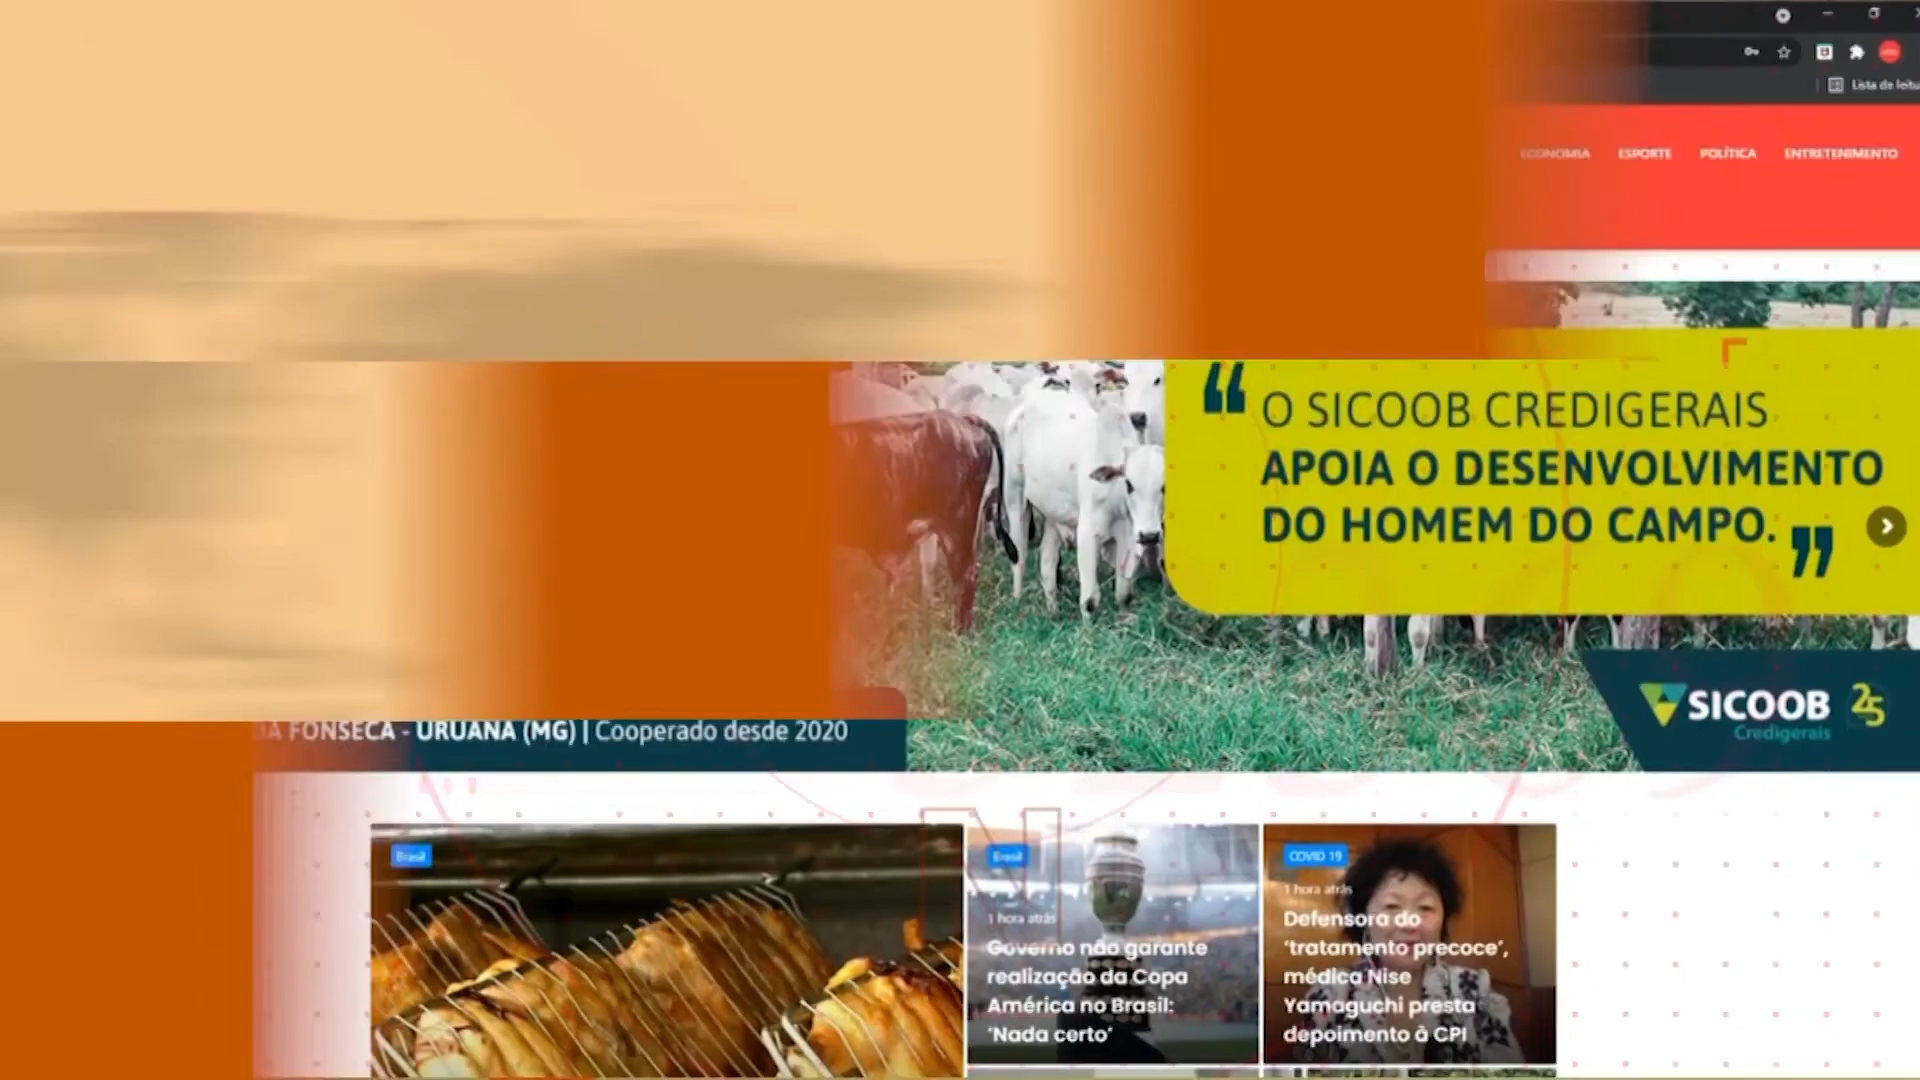 Lista de leitu
ECONOMIA ESPORTE POLÍTICA ENTRETENIMENTO
“ O SICOOB CREDIGERAIS
APOIA O DESENVOLVIMENTO
DO HOMEM DO CAMPO. ”
SICOOB 25
Credigerais
DA FONSECA - URUANA (MG) | Cooperado desde 2020
Brasil
Brasil
1 hora atrás
Governo não garante
realização da Copa
América no Brasil:
‘Nada certo’
COVID 19
1 hora atrás
Defensora do
‘tratamento precoce’,
médica Nise
Yamaguchi presta
depoimento à CPI